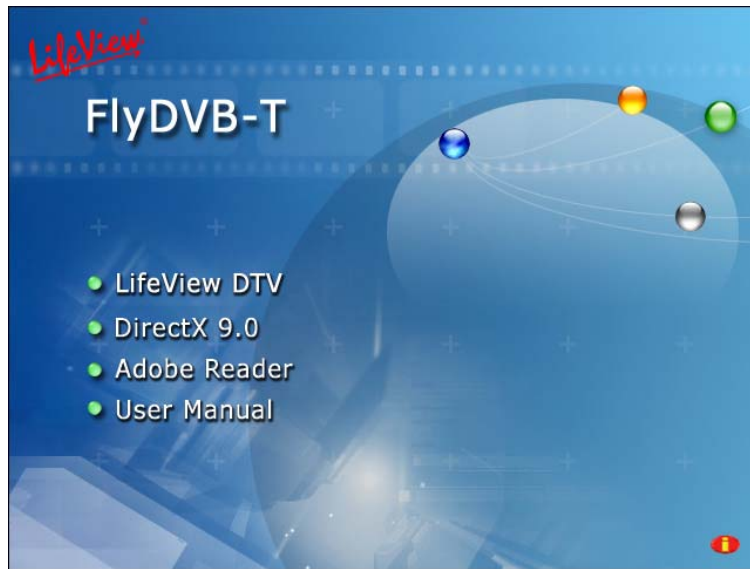 LifeView®
FlyDVB-T
LifeView DTV
DirectX 9.0
Adobe Reader
User Manual
i